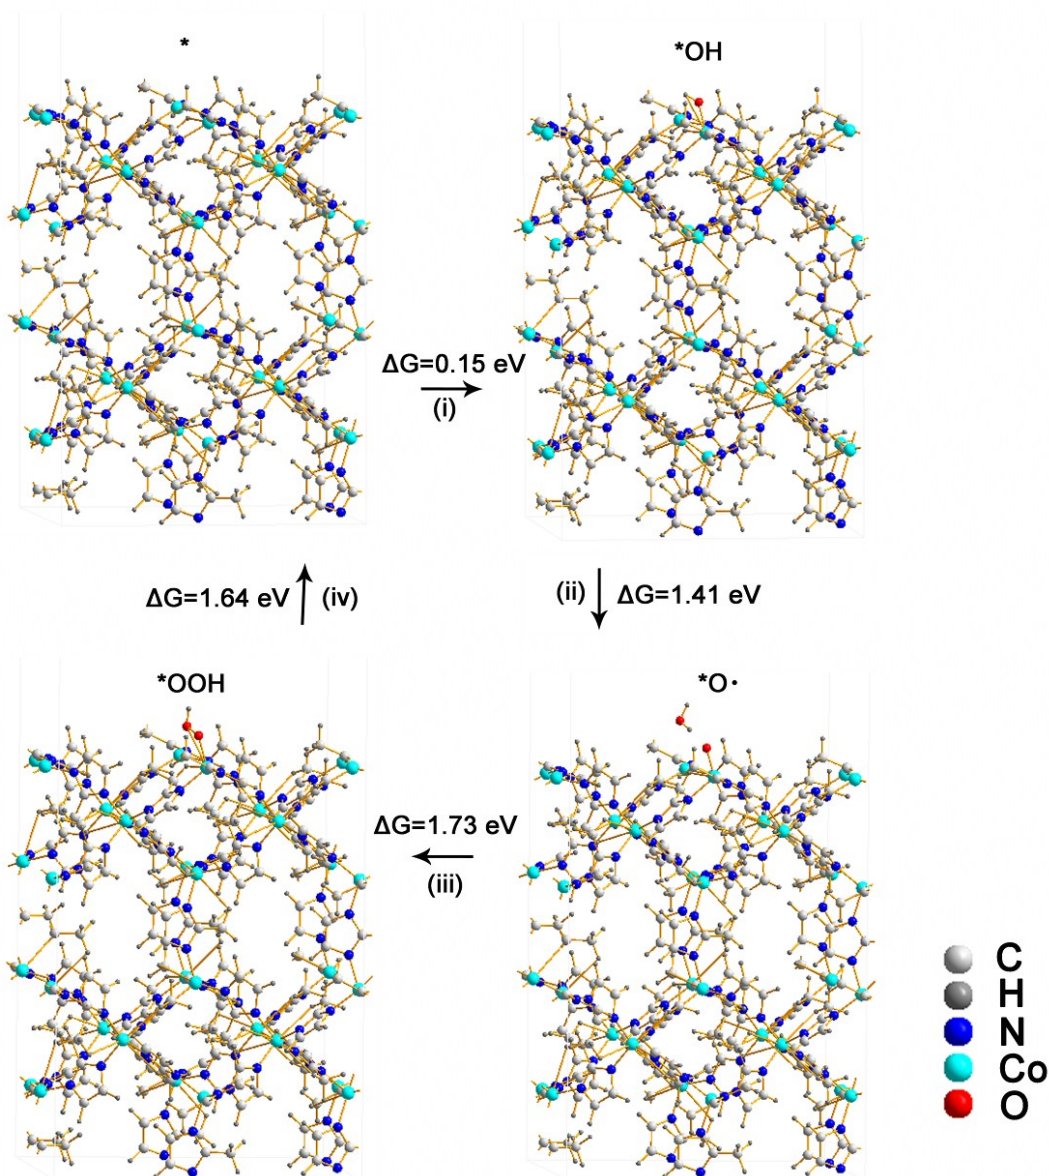 *
*OH
ΔG=0.15 eV
(i)
ΔG=1.64 eV
(iv)
(ii)
ΔG=1.41 eV
*OOH
*O·
ΔG=1.73 eV
(iii)
C
H
N
Co
O